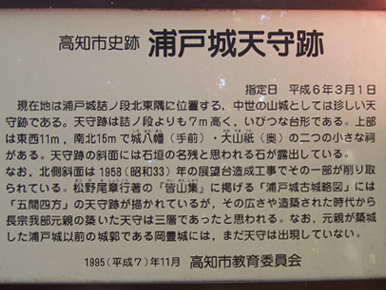 高知市史跡 浦戸城天守跡
指定日 平成6年3月1日
現在地は浦戸城詰ノ段北東隅に位置する，中世の山城としては珍しい天
守跡である。天守跡は詰ノ段よりも7m高く，いびつな台形である。上部
は東西11m，南北15mで城八幡（手前）・大山祇（奥）の二つの小さな祠
がある。天守跡の斜面には石垣の名残と思われる石が露出している。
なお，北側斜面は1958（昭和33）年の展望台造成工事でその一部が削り取
られている。松野尾章行著の『皆山集』に掲げる「浦戸城古城略図」には
「五間四方」の天守跡が描かれているが，その広さや造築された時代から
長宗我部元親の築いた天守は三層であったと思われる。なお，元親が築城
した浦戸城以前の城郭である岡豊城には，まだ天守は出現していない。
1995（平成7）年11月 高知市教育委員会